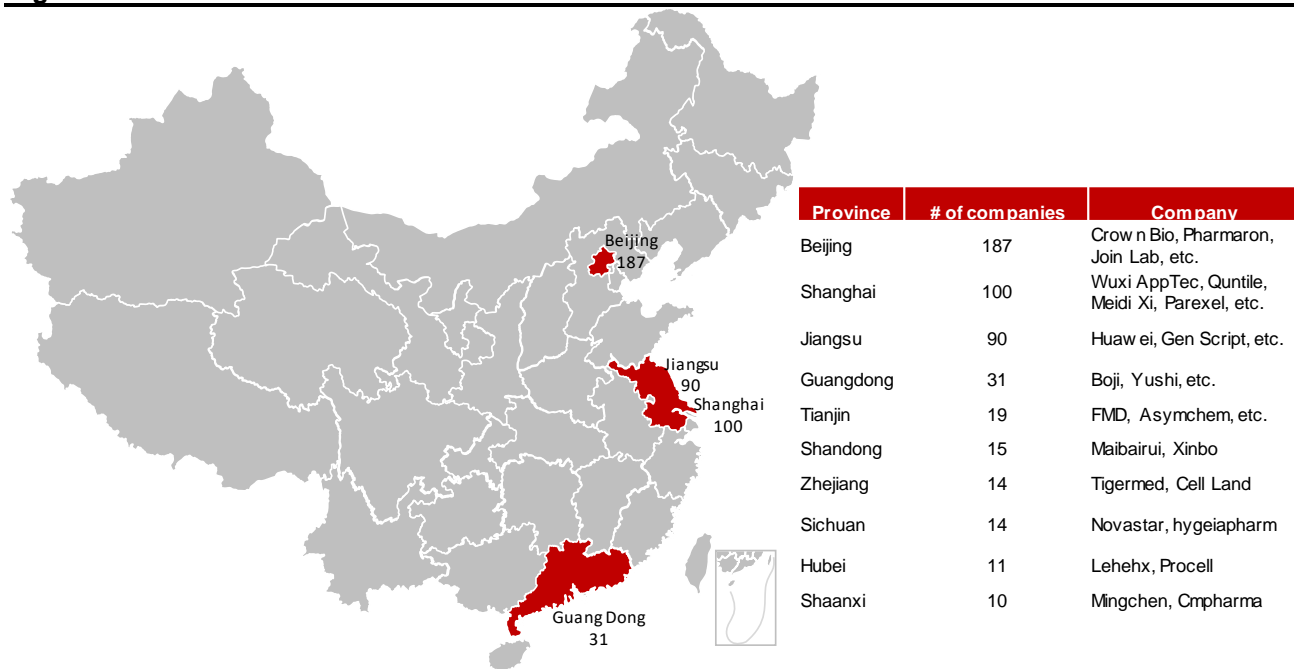 Beijing
187
Jiangsu
90
Shanghai
100
Guang Dong
31
Province # of companies Company
Beijing 187 Crown Bio, Pharmaron,
Join Lab, etc.
Shanghai 100 Wuxi AppTec, Quntile,
Meidi Xi, Parexel, etc.
Jiangsu 90 Huawei, Gen Script, etc.
Guangdong 31 Boji, Yushi, etc.
Tianjin 19 FMD, Asymchem, etc.
Shandong 15 Maibairui, Xinbo
Zhejiang 14 Tigermed, Cell Land
Sichuan 14 Novastar, hygeiapharm
Hubei 11 Lehehx, Procell
Shaanxi 10 Mingchen, Cmpharma